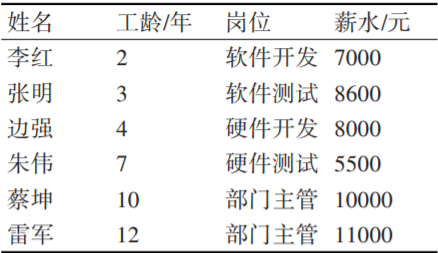 姓名 工龄/年 岗位 薪水/元
李红 2 软件开发 7000
张明 3 软件测试 8600
边强 4 硬件开发 8000
朱伟 7 硬件测试 5500
蔡坤 10 部门主管 10000
雷军 12 部门主管 11000